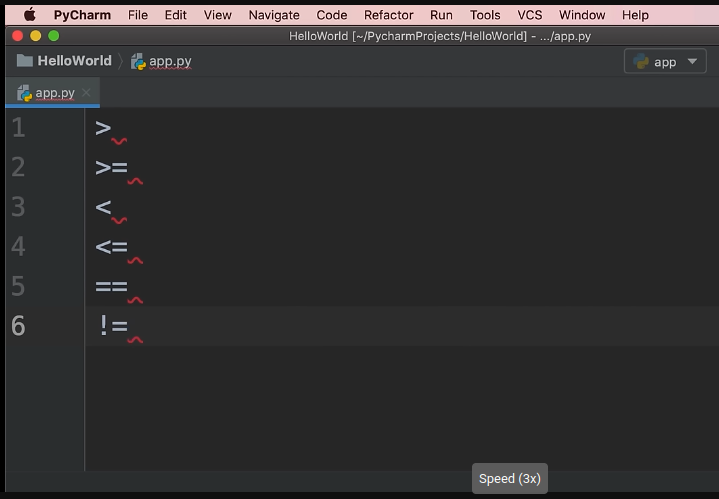 PyCharm File Edit View Navigate Code Refactor Run Tools VCS Window Help
HelloWorld [~/PycharmProjects/HelloWorld] - .../app.py
HelloWorld app.py app
app.py
1 >
2 >=
3 <
4 <=
5 ==
6 !=
Speed (3x)